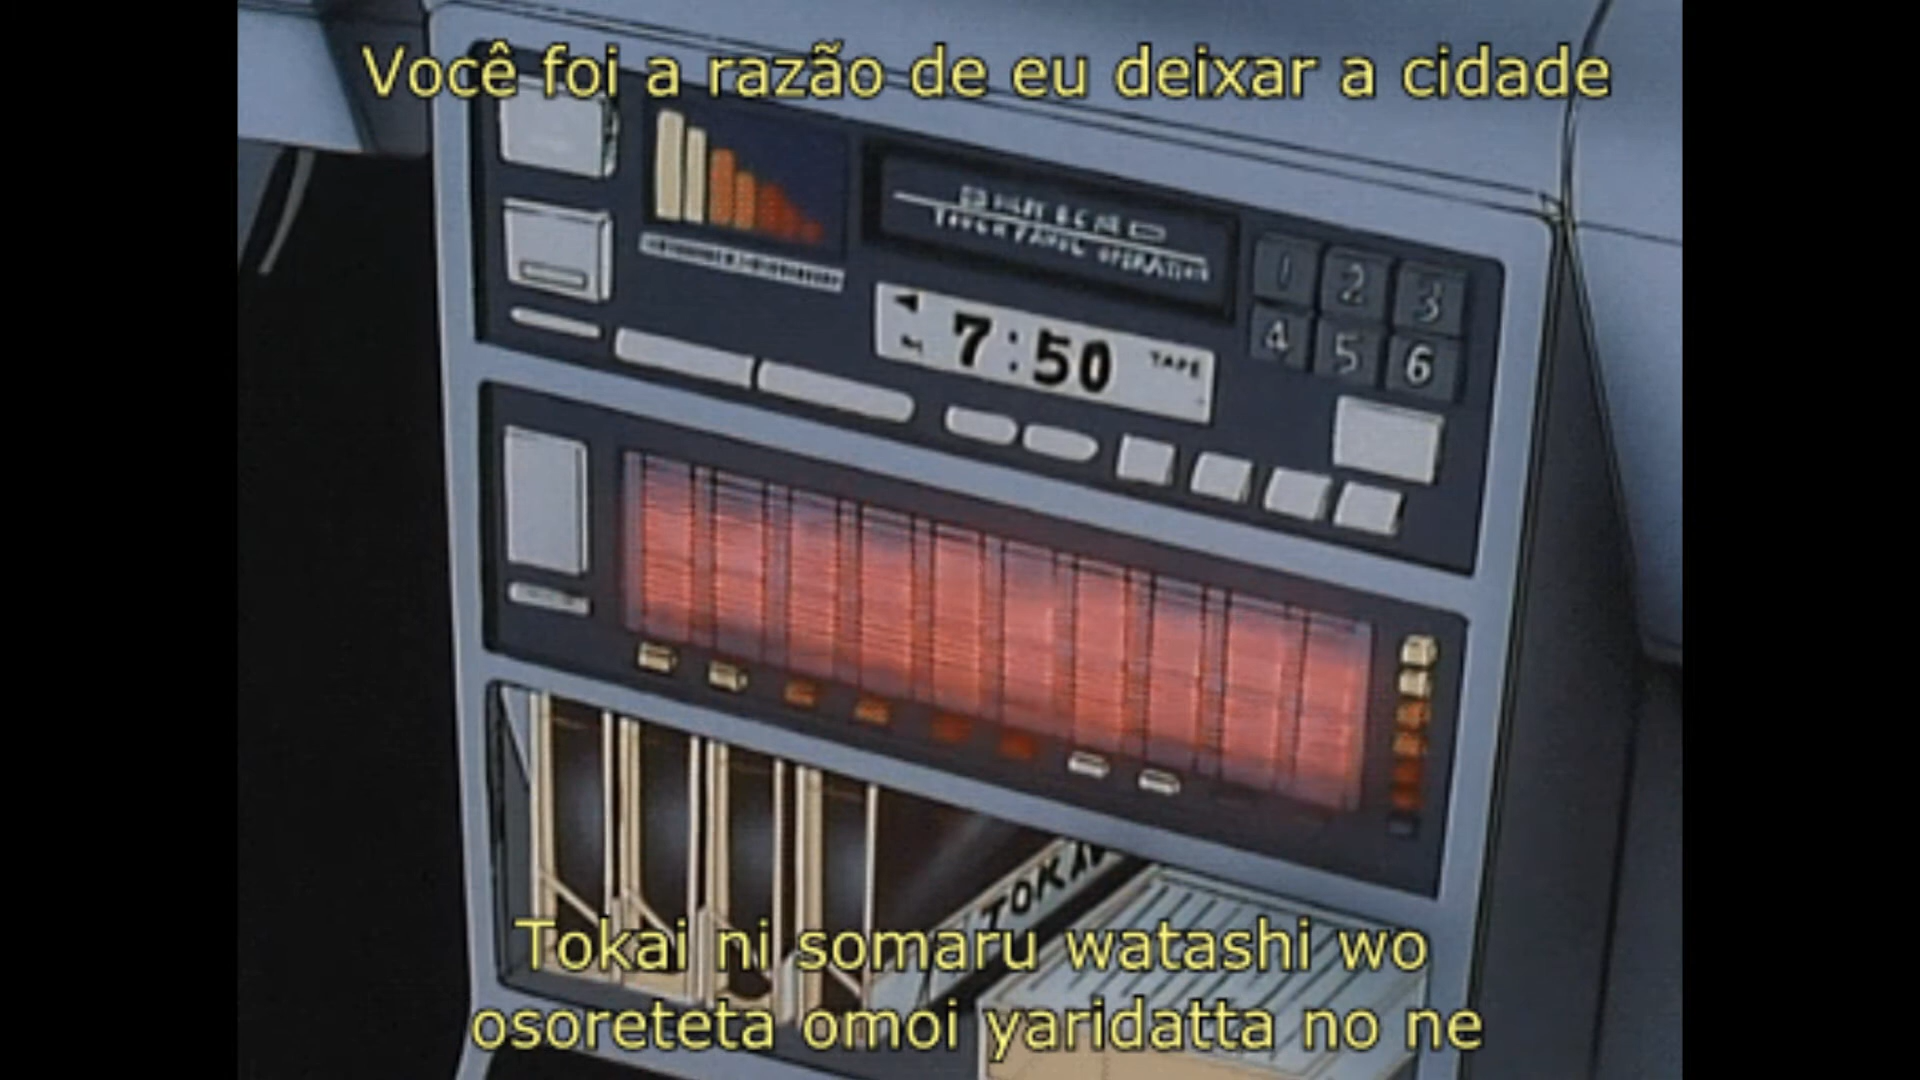 Você foi a razão de eu deixar a cidade
1 2 3
7:50 TAPE
4 5 6
TOKAI
Tokai ni somaru watashi wo
osoreteta omoi yaridatta no ne